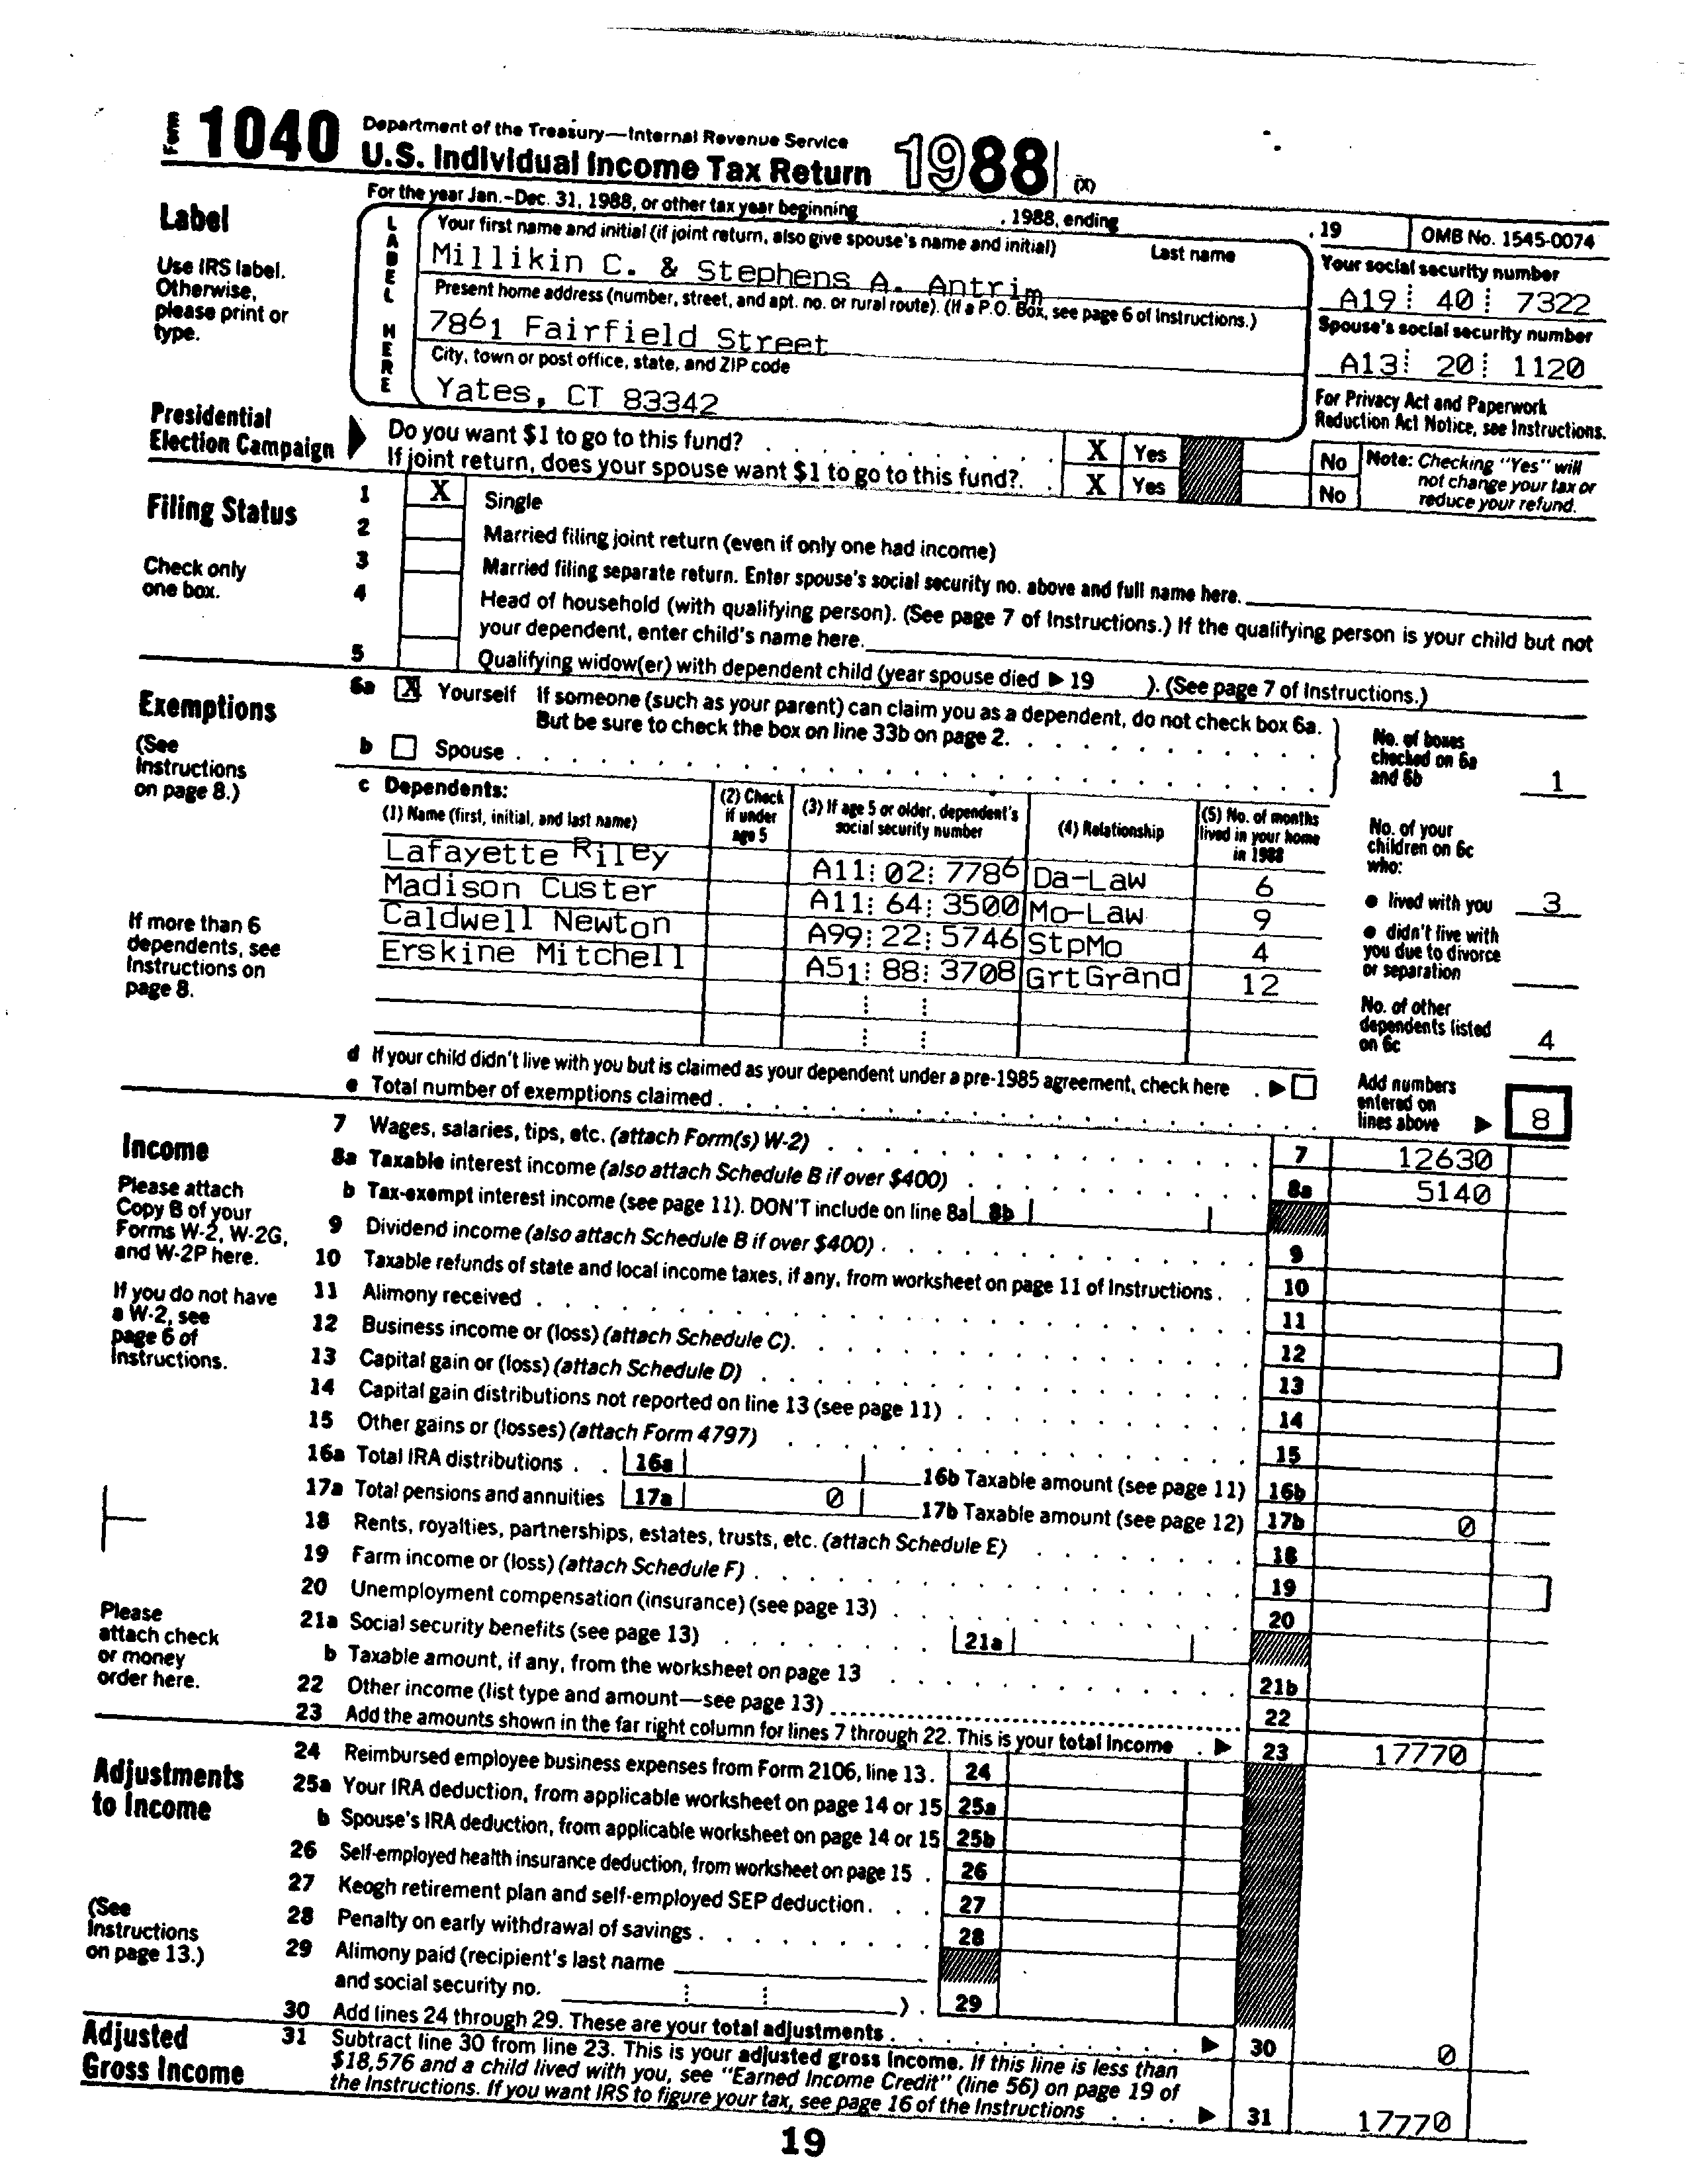 Form 1040 Department of the Treasury—Internal Revenue Service
U.S. Individual Income Tax Return 1988 (X)
For the year Jan.–Dec. 31, 1988, or other tax year beginning , 1988, ending , 19 OMB No. 1545-0074
Label
Use IRS label.
Otherwise,
please print or
type.
LABEL HERE
Your first name and initial (if joint return, also give spouse's name and initial) Last name
Millikin C. & Stephens A. Antrim
Your social security number
A19 40 7322
Present home address (number, street, and apt. no. or rural route). (If a P.O. Box, see page 6 of Instructions.)
7861 Fairfield Street
Spouse's social security number
A13 20 1120
City, town or post office, state, and ZIP code
Yates, CT 83342
For Privacy Act and Paperwork
Reduction Act Notice, see Instructions.
Presidential
Election Campaign
Do you want $1 to go to this fund? X Yes No
If joint return, does your spouse want $1 to go to this fund? X Yes No
Note: Checking "Yes" will
not change your tax or
reduce your refund.
Filing Status
Check only
one box.
1 X Single
2 Married filing joint return (even if only one had income)
3 Married filing separate return. Enter spouse's social security no. above and full name here.
4 Head of household (with qualifying person). (See page 7 of Instructions.) If the qualifying person is your child but not
your dependent, enter child's name here.
5 Qualifying widow(er) with dependent child (year spouse died ▶ 19 ). (See page 7 of Instructions.)
Exemptions
(See
Instructions
on page 8.)
6a X Yourself If someone (such as your parent) can claim you as a dependent, do not check box 6a.
But be sure to check the box on line 33b on page 2.
b Spouse
No. of boxes
checked on 6a
and 6b 1
c Dependents:
(1) Name (first, initial, and last name)
(2) Check
if under
age 5
(3) If age 5 or older, dependent's
social security number
(4) Relationship
(5) No. of months
lived in your home
in 1988
Lafayette Riley A11 02 7786 Da-Law 6
Madison Custer A11 64 3500 Mo-Law 9
Caldwell Newton A99 22 5746 StpMo 4
Erskine Mitchell A51 88 3708 GrtGrand 12
No. of your
children on 6c
who:
● lived with you 3
● didn't live with
you due to divorce
or separation
No. of other
dependents listed
on 6c 4
If more than 6
dependents, see
Instructions on
page 8.
d If your child didn't live with you but is claimed as your dependent under a pre-1985 agreement, check here ▶
e Total number of exemptions claimed
Add numbers
entered on
lines above ▶ 8
Income
Please attach
Copy B of your
Forms W-2, W-2G,
and W-2P here.
If you do not have
a W-2, see
page 6 of
Instructions.
7 Wages, salaries, tips, etc. (attach Form(s) W-2) 7 12630
8a Taxable interest income (also attach Schedule B if over $400) 8a 5140
b Tax-exempt interest income (see page 11). DON'T include on line 8a 8b
9 Dividend income (also attach Schedule B if over $400) 9
10 Taxable refunds of state and local income taxes, if any, from worksheet on page 11 of Instructions 10
11 Alimony received 11
12 Business income or (loss) (attach Schedule C) 12
13 Capital gain or (loss) (attach Schedule D) 13
14 Capital gain distributions not reported on line 13 (see page 11) 14
15 Other gains or (losses) (attach Form 4797) 15
16a Total IRA distributions 16a 16b Taxable amount (see page 11) 16b
17a Total pensions and annuities 17a 0 17b Taxable amount (see page 12) 17b 0
18 Rents, royalties, partnerships, estates, trusts, etc. (attach Schedule E) 18
19 Farm income or (loss) (attach Schedule F) 19
20 Unemployment compensation (insurance) (see page 13) 20
21a Social security benefits (see page 13) 21a
b Taxable amount, if any, from the worksheet on page 13 21b
22 Other income (list type and amount—see page 13) 22
23 Add the amounts shown in the far right column for lines 7 through 22. This is your total income ▶ 23 17770
Please
attach check
or money
order here.
Adjustments
to Income
(See
Instructions
on page 13.)
24 Reimbursed employee business expenses from Form 2106, line 13. 24
25a Your IRA deduction, from applicable worksheet on page 14 or 15 25a
b Spouse's IRA deduction, from applicable worksheet on page 14 or 15 25b
26 Self-employed health insurance deduction, from worksheet on page 15 26
27 Keogh retirement plan and self-employed SEP deduction 27
28 Penalty on early withdrawal of savings 28
29 Alimony paid (recipient's last name
and social security no. ) 29
30 Add lines 24 through 29. These are your total adjustments ▶ 30 0
Adjusted
Gross Income
31 Subtract line 30 from line 23. This is your adjusted gross income. If this line is less than
$18,576 and a child lived with you, see "Earned Income Credit" (line 56) on page 19 of
the Instructions. If you want IRS to figure your tax, see page 16 of the Instructions ▶ 31 17770
19